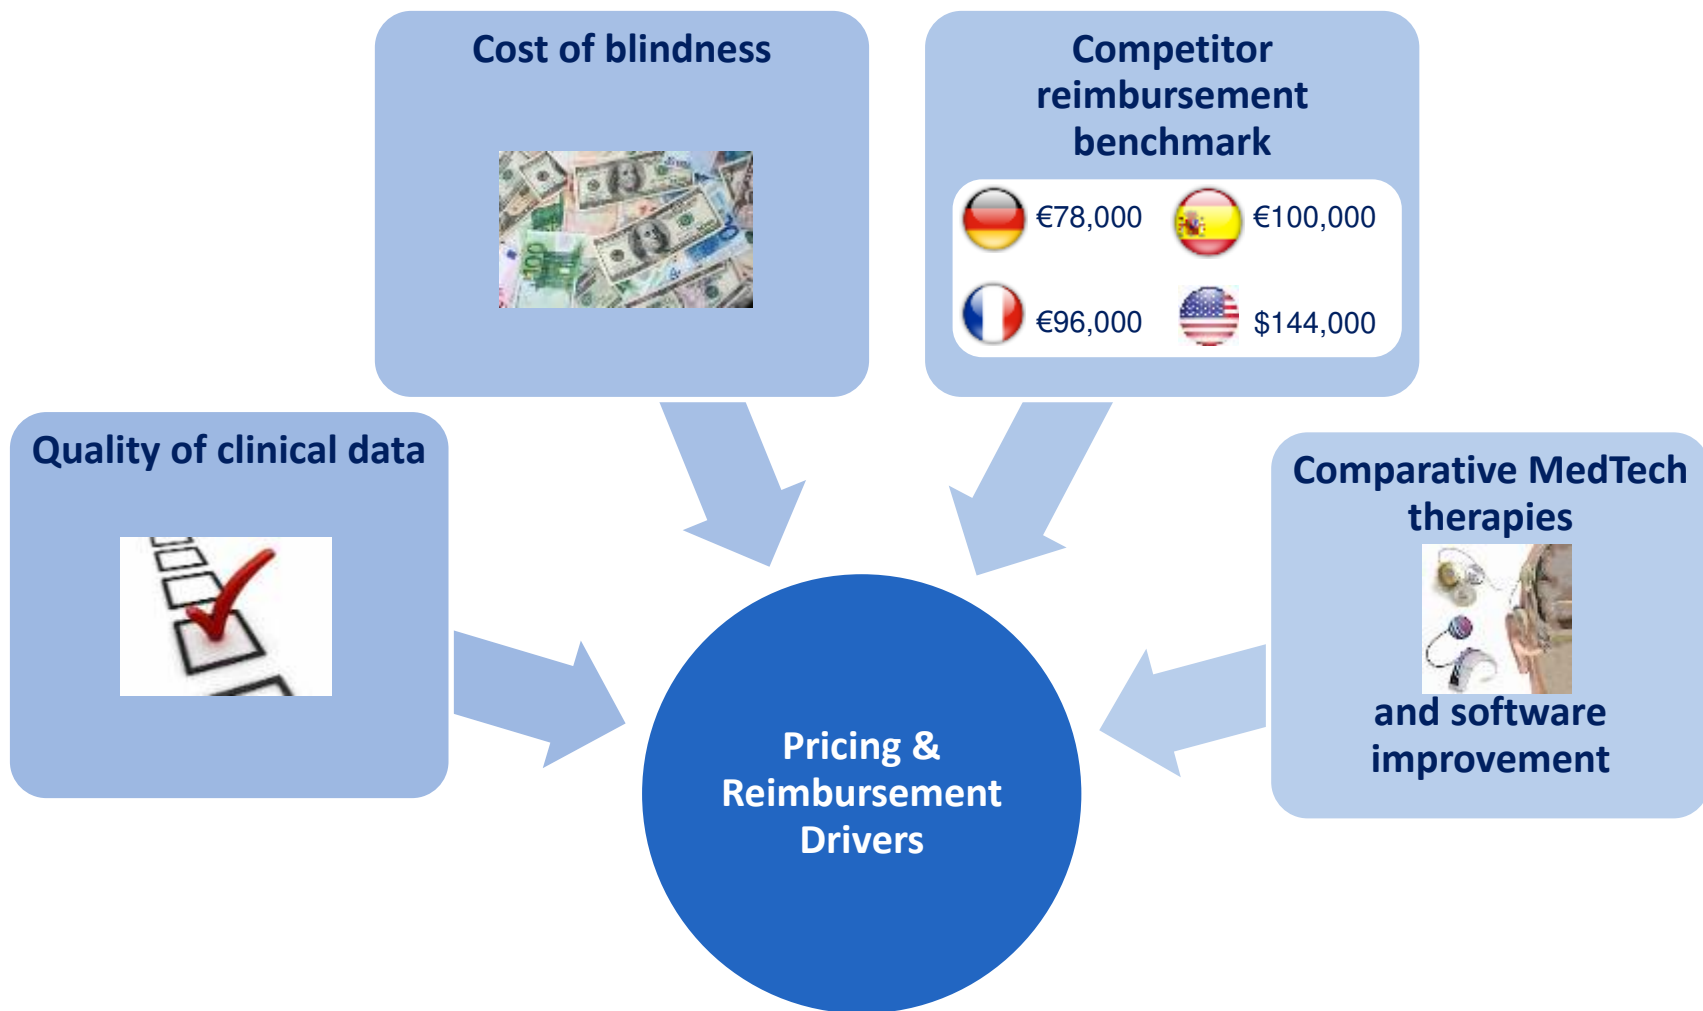 Cost of blindness
Competitor
reimbursement
benchmark
€78,000
€100,000
€96,000
$144,000
Quality of clinical data
Comparative MedTech
therapies
and software
improvement
Pricing &
Reimbursement
Drivers
100